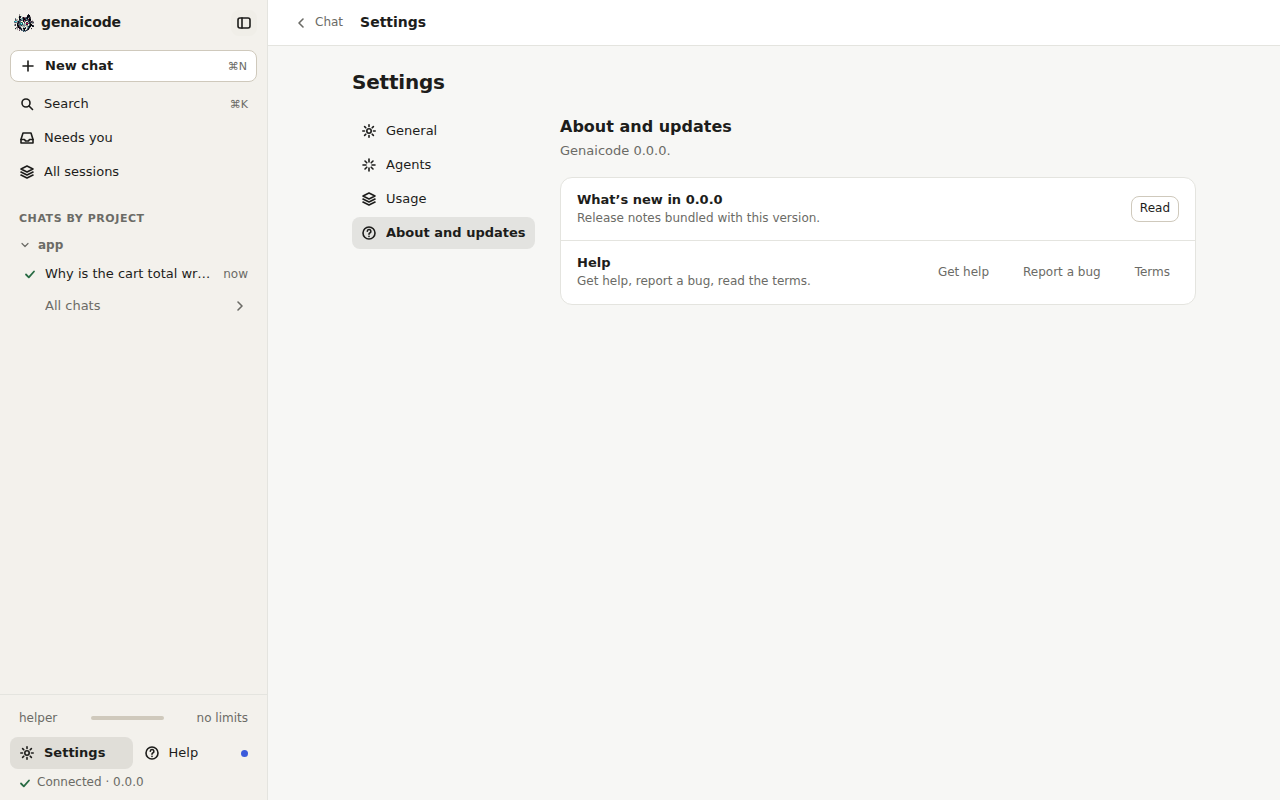 genaicode
New chat ⌘N
Search ⌘K
Needs you
All sessions
CHATS BY PROJECT
app
Why is the cart total wr... now
All chats
helper no limits
Settings Help
Connected · 0.0.0
Chat Settings
Settings
General
Agents
Usage
About and updates
About and updates
Genaicode 0.0.0.
What’s new in 0.0.0
Release notes bundled with this version.
Read
Help
Get help, report a bug, read the terms.
Get help Report a bug Terms